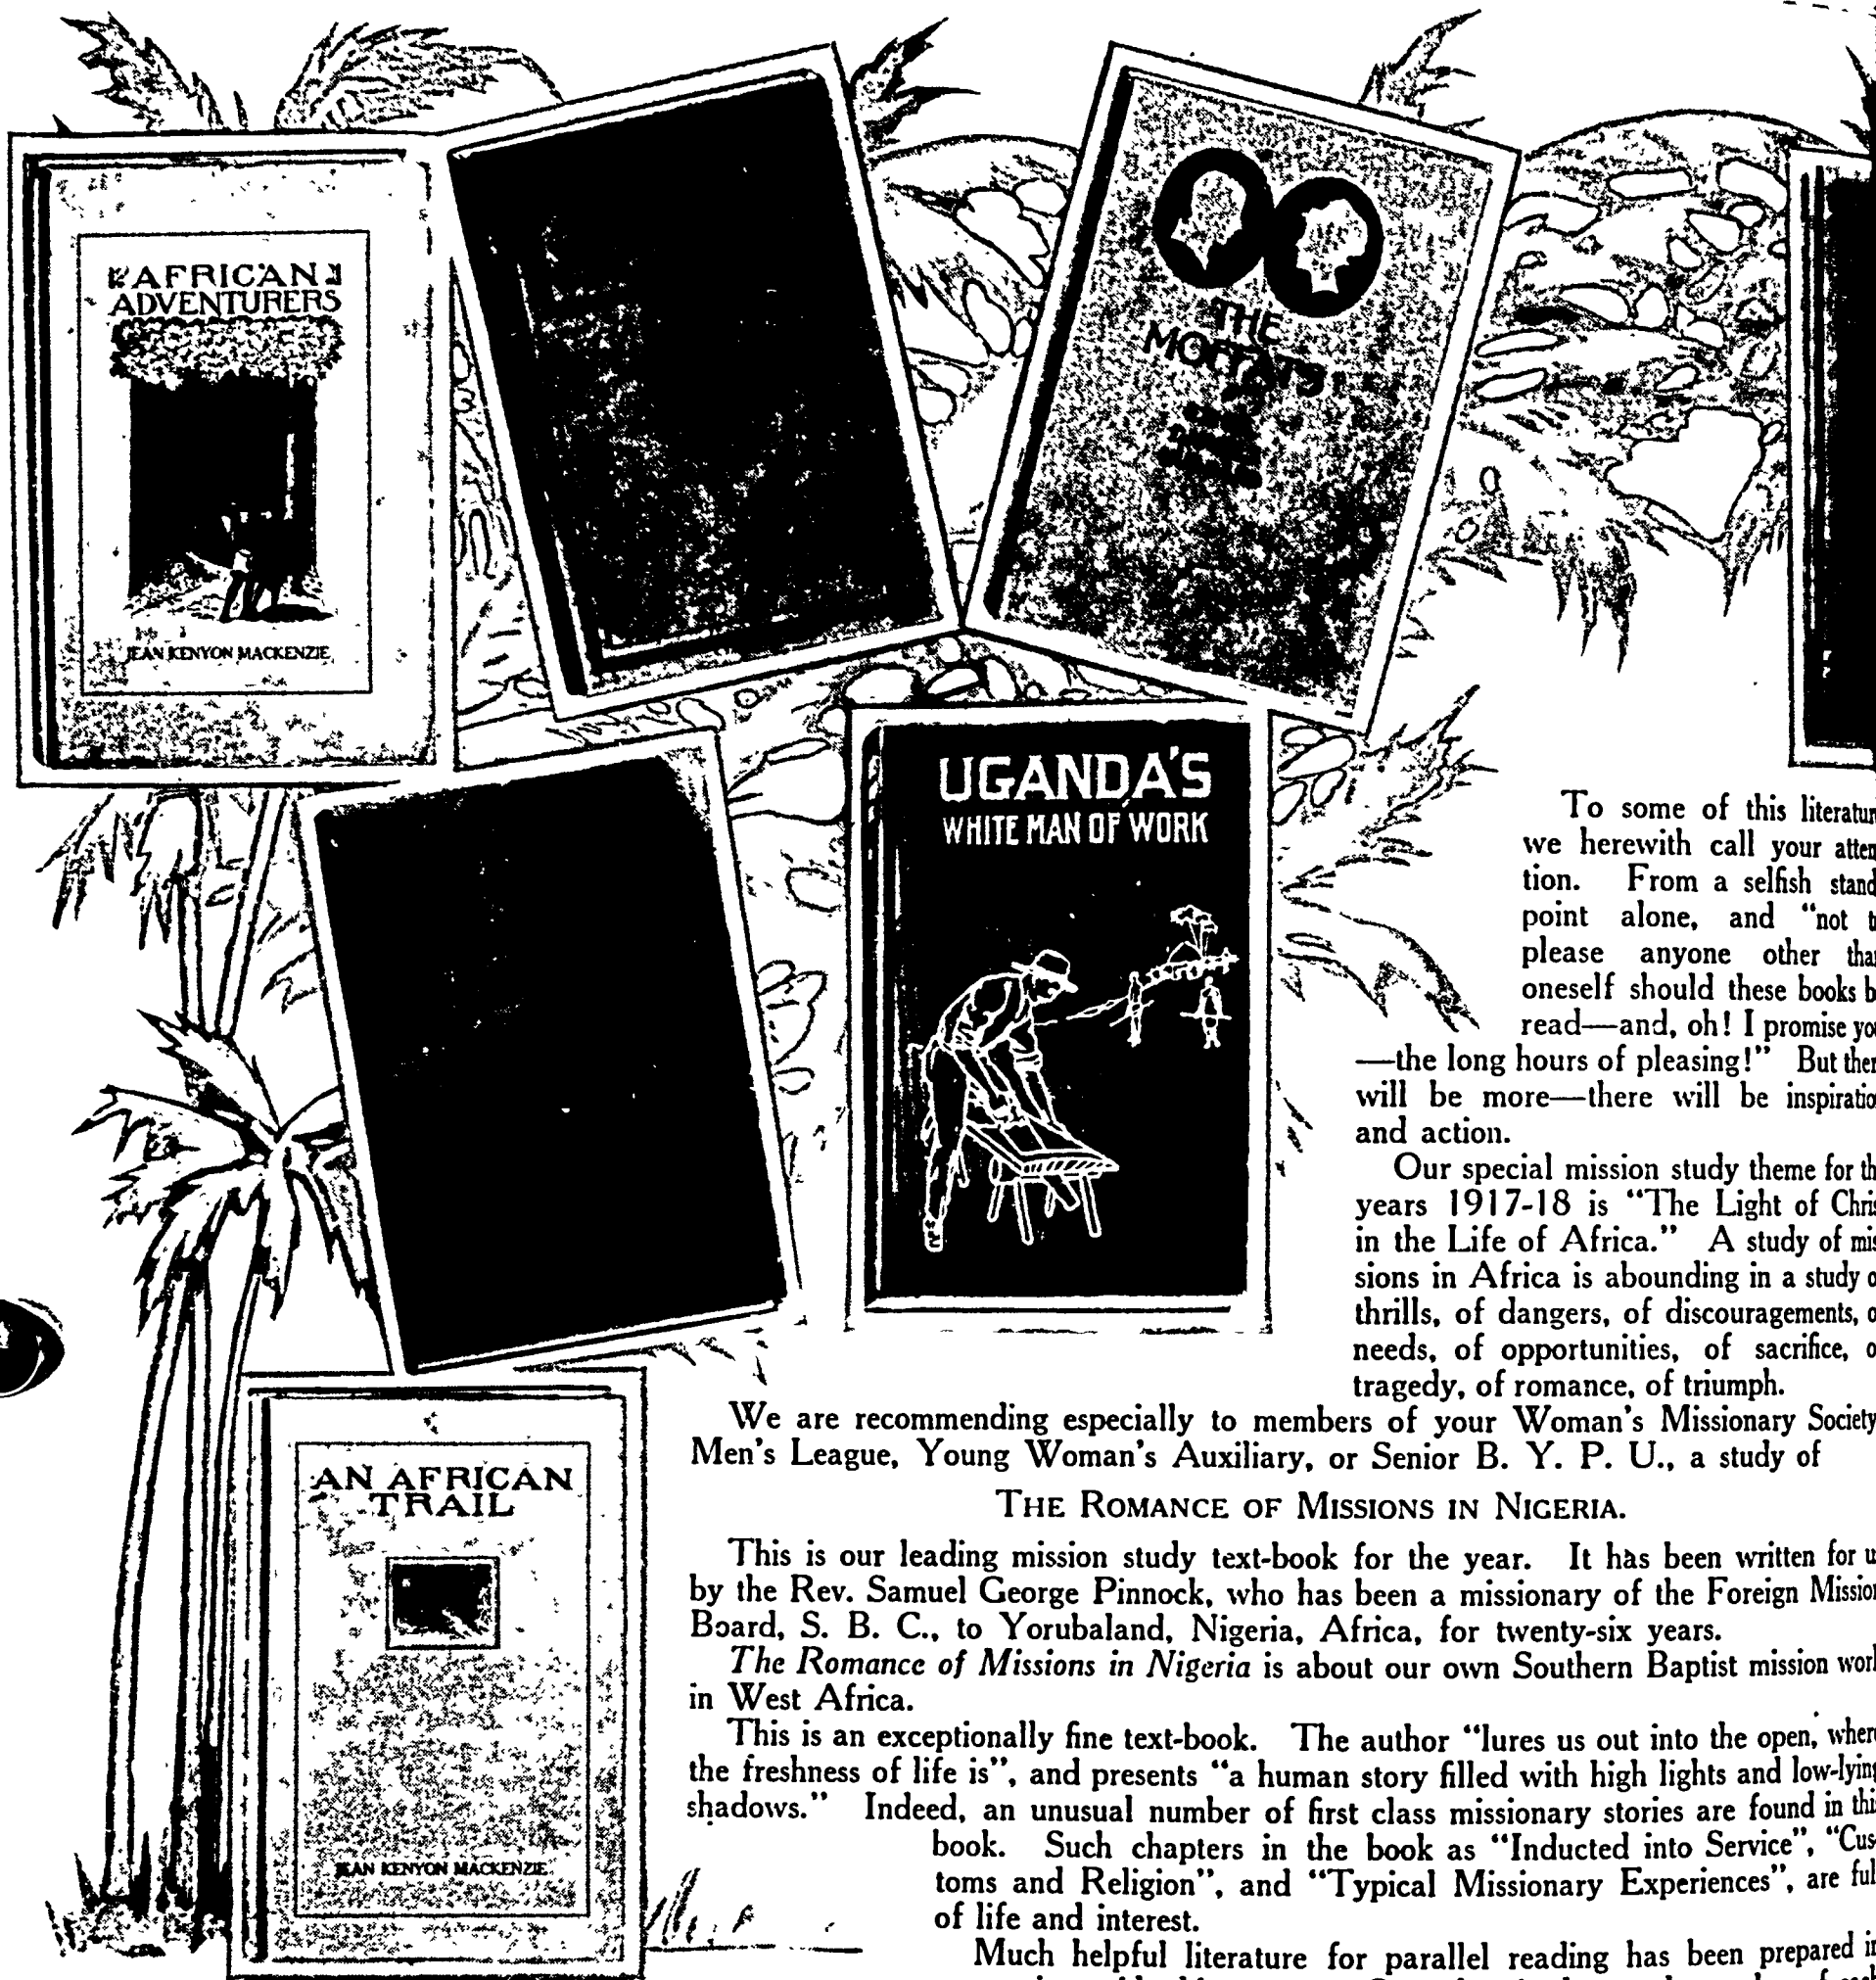 AFRICAN
ADVENTURERS
JEAN KENYON MACKENZIE
THE
MOFFATS
UGANDA'S
WHITE MAN OF WORK
AN AFRICAN
TRAIL
JEAN KENYON MACKENZIE
To some of this literatur
we herewith call your atten
tion. From a selfish stand
point alone, and “not t
please anyone other tha
oneself should these books b
read—and, oh! I promise yo
—the long hours of pleasing!” But ther
will be more—there will be inspiratio
and action.
Our special mission study theme for th
years 1917-18 is “The Light of Chris
in the Life of Africa.” A study of mis
sions in Africa is abounding in a study o
thrills, of dangers, of discouragements, o
needs, of opportunities, of sacrifice, o
tragedy, of romance, of triumph.
We are recommending especially to members of your Woman's Missionary Society
Men's League, Young Woman's Auxiliary, or Senior B. Y. P. U., a study of
THE ROMANCE OF MISSIONS IN NIGERIA.
This is our leading mission study text-book for the year. It has been written for u
by the Rev. Samuel George Pinnock, who has been a missionary of the Foreign Mission
Board, S. B. C., to Yorubaland, Nigeria, Africa, for twenty-six years.
The Romance of Missions in Nigeria is about our own Southern Baptist mission work
in West Africa.
This is an exceptionally fine text-book. The author “lures us out into the open, where
the freshness of life is”, and presents “a human story filled with high lights and low-lying
shadows.” Indeed, an unusual number of first class missionary stories are found in this
book. Such chapters in the book as “Inducted into Service”, “Cus-
toms and Religion”, and “Typical Missionary Experiences”, are full
of life and interest.
Much helpful literature for parallel reading has been prepared in